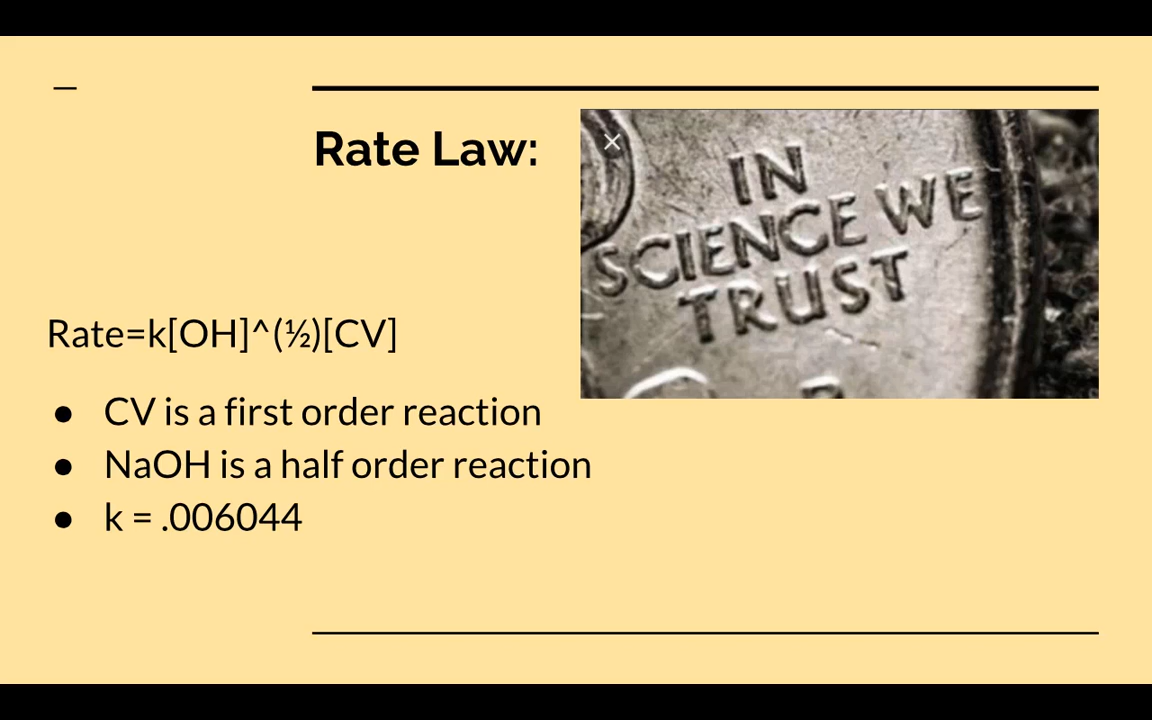 Rate Law:
IN
SCIENCE WE
TRUST
Rate=k[OH]^(½)[CV]
● CV is a first order reaction
● NaOH is a half order reaction
● k = .006044